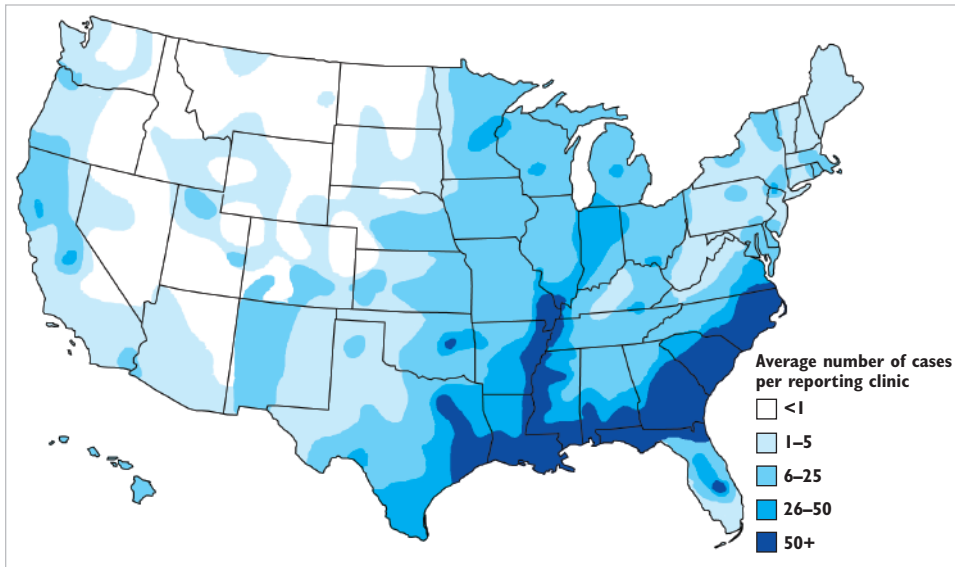 Average number of cases
per reporting clinic
<1
1–5
6–25
26–50
50+